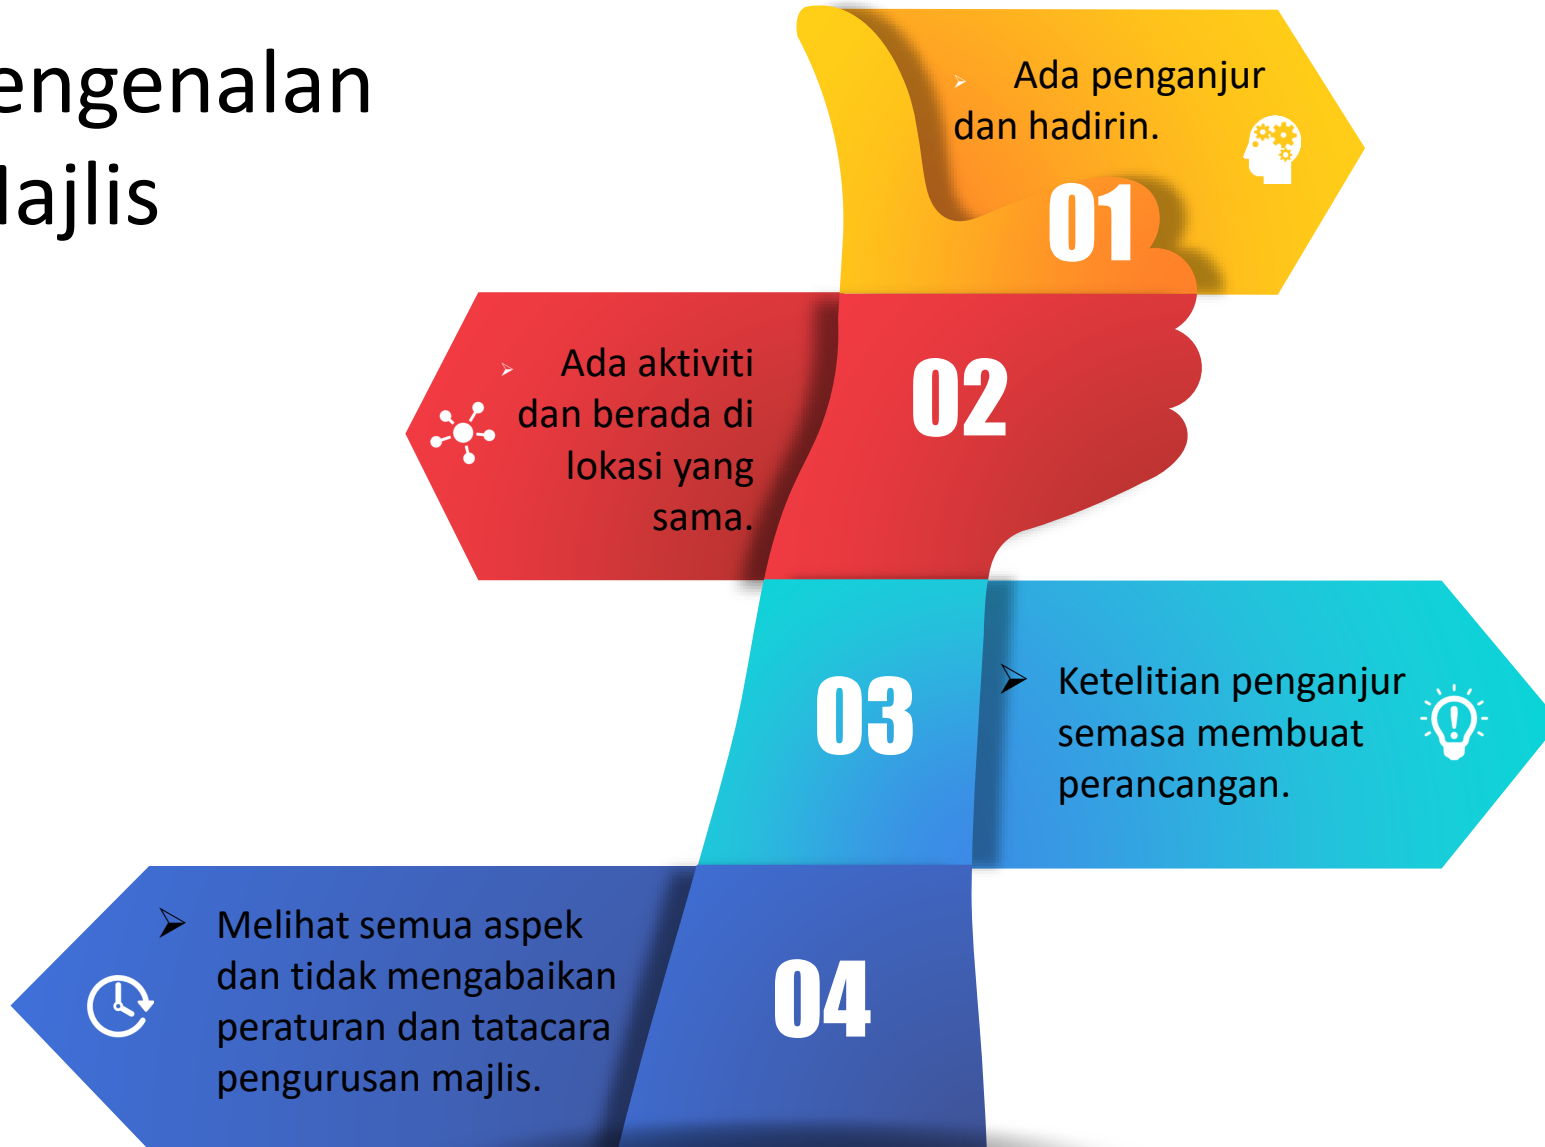 engenalan
ajlis
➢ Ada penganjur
dan hadirin.
01
➢ Ada aktiviti
dan berada di
lokasi yang
sama.
02
03
➢ Ketelitian penganjur
semasa membuat
perancangan.
➢ Melihat semua aspek
dan tidak mengabaikan
peraturan dan tatacara
pengurusan majlis.
04